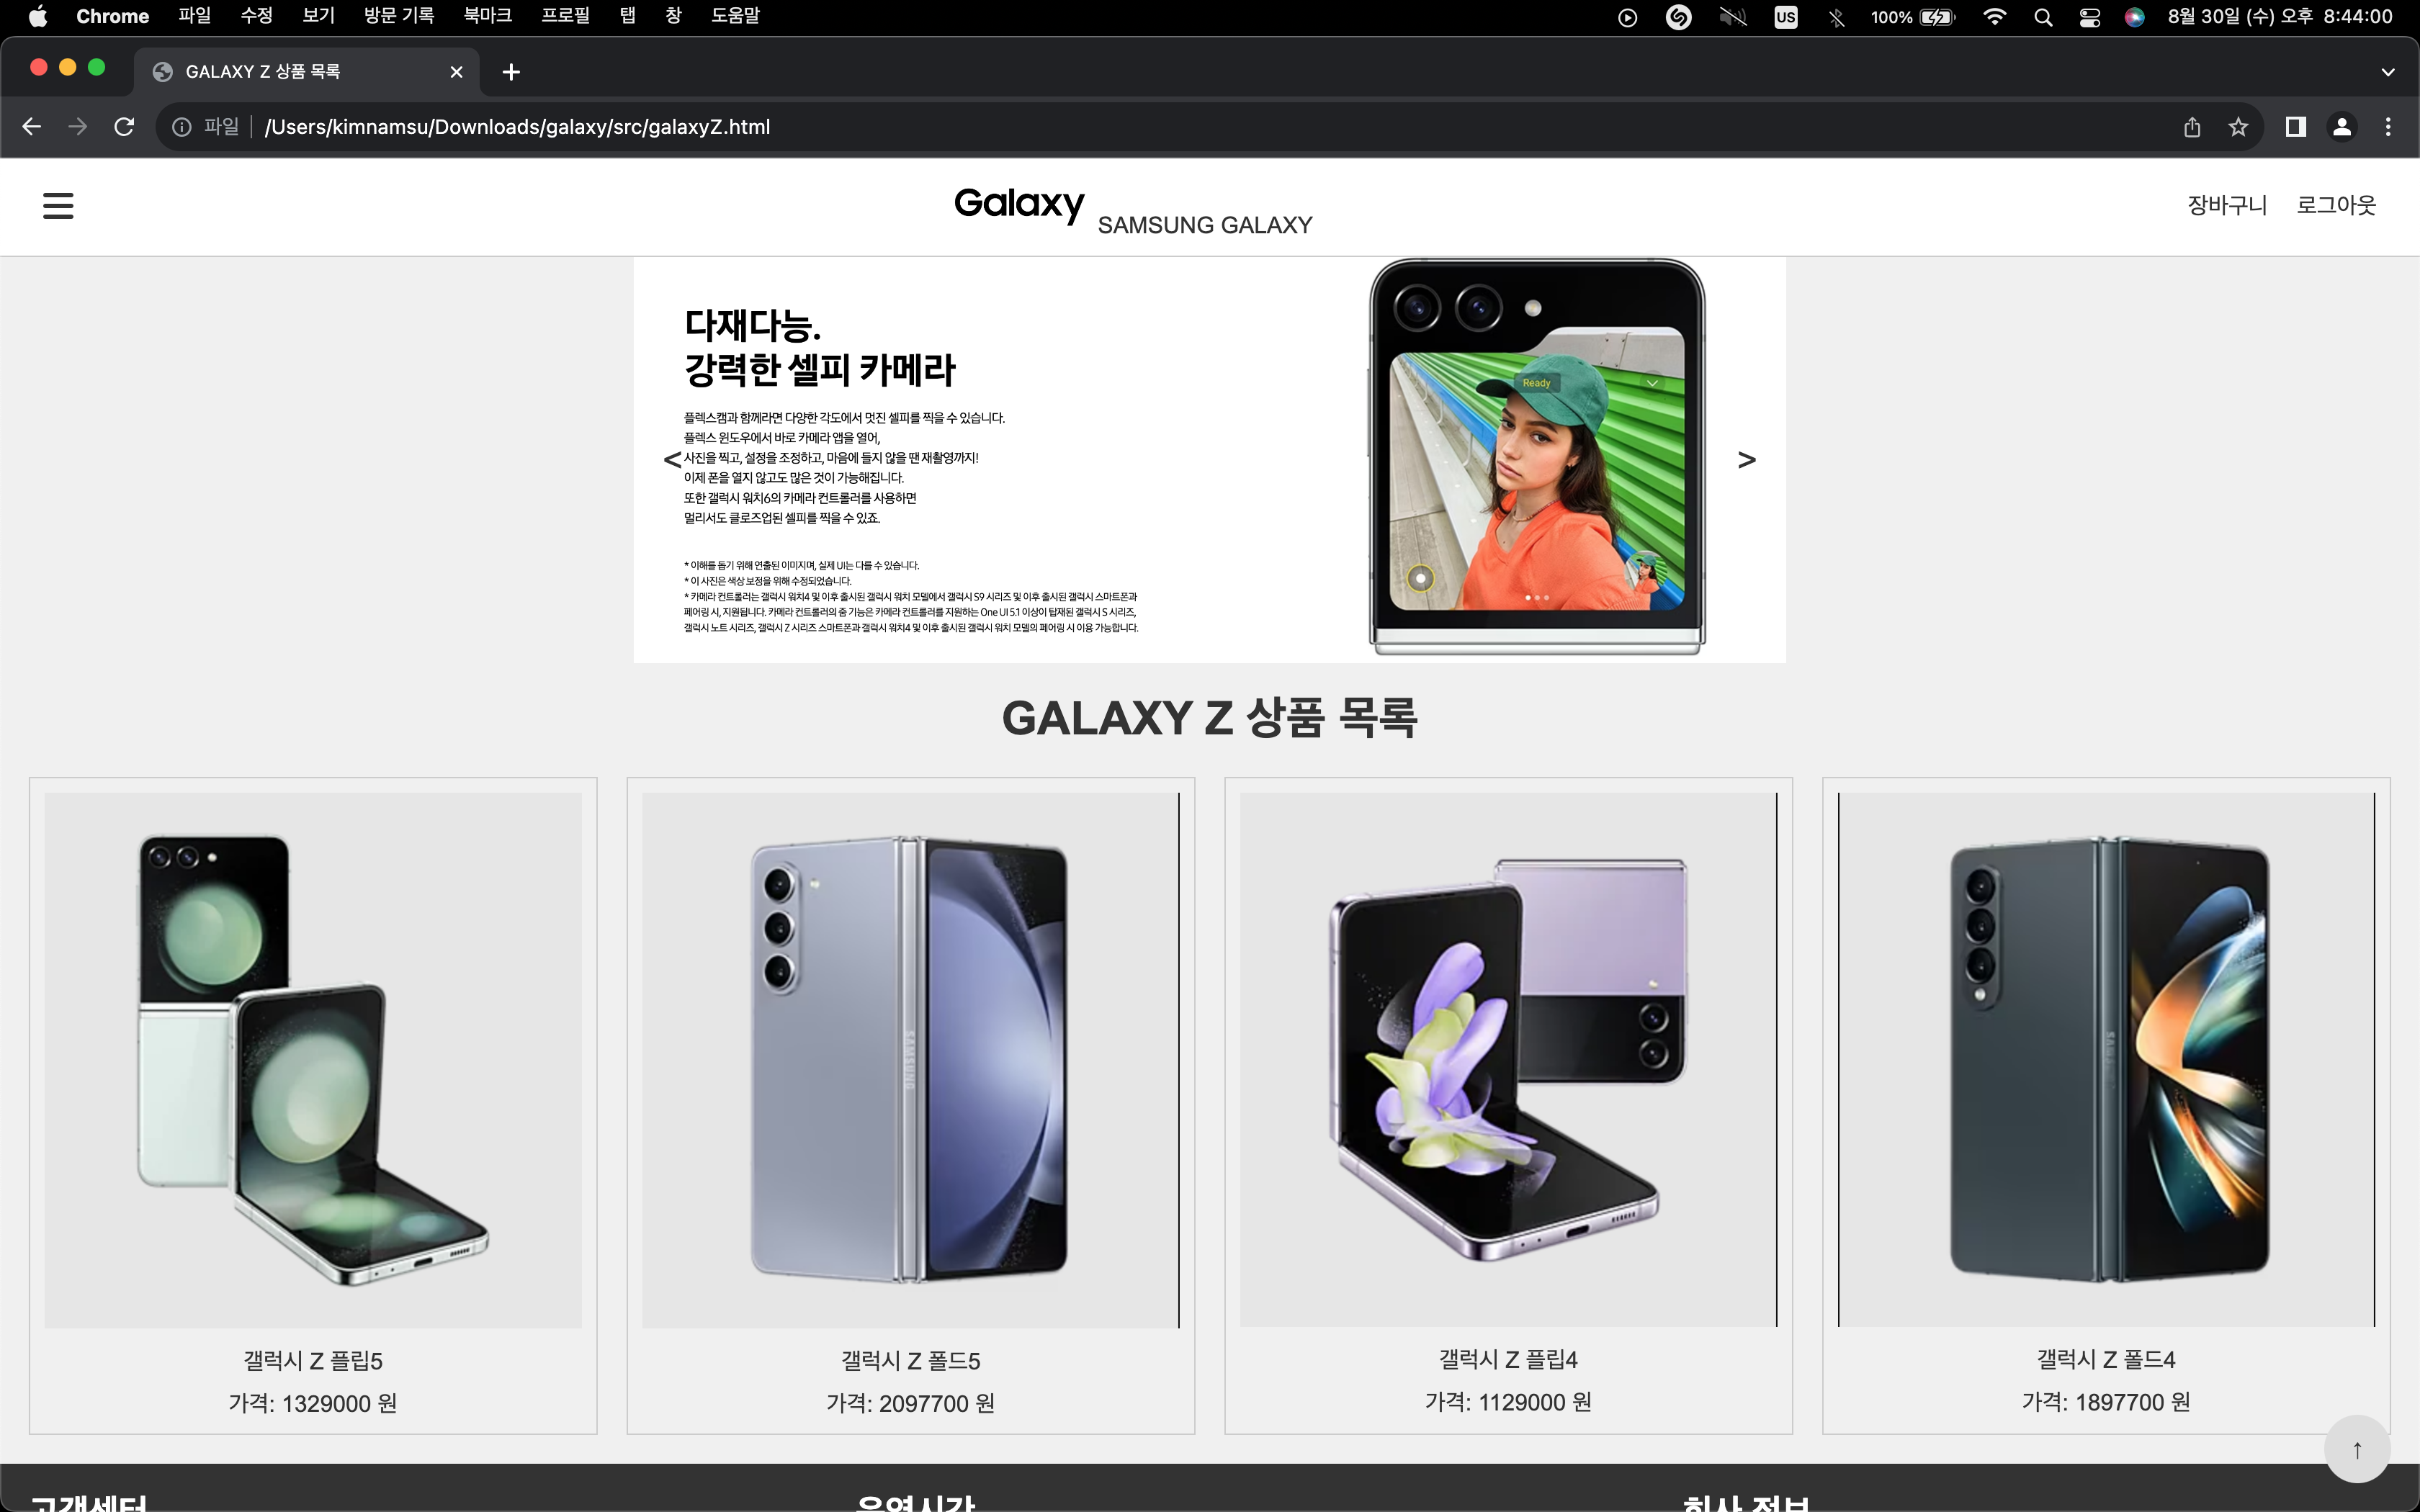 Chrome 파일 수정 보기 방문 기록 북마크 프로필 탭 창 도움말 US 100% 8월 30일 (수) 오후 8:44:00
GALAXY Z 상품 목록
파일 /Users/kimnamsu/Downloads/galaxy/src/galaxyZ.html
Galaxy SAMSUNG GALAXY 장바구니 로그아웃
다재다능.
강력한 셀피 카메라
플렉스캠과 함께라면 다양한 각도에서 멋진 셀피를 찍을 수 있습니다.
플렉스 윈도우에서 바로 카메라 앱을 열어,
사진을 찍고, 설정을 조정하고, 마음에 들지 않을 땐 재촬영까지!
이제 폰을 열지 않고도 많은 것이 가능해집니다.
또한 갤럭시 워치6의 카메라 컨트롤러를 사용하면
멀리서도 클로즈업된 셀피를 찍을 수 있죠.
* 이해를 돕기 위해 연출된 이미지며, 실제 UI는 다를 수 있습니다.
* 이 사진은 색상 보정을 위해 수정되었습니다.
* 카메라 컨트롤러는 갤럭시 워치4 및 이후 출시된 갤럭시 워치 모델에서 갤럭시 S9 시리즈 및 이후 출시된 갤럭시 스마트폰과
페어링 시, 지원됩니다. 카메라 컨트롤러의 줌 기능은 카메라 컨트롤러를 지원하는 One UI 5.1 이상이 탑재된 갤럭시 S 시리즈,
갤럭시 노트 시리즈, 갤럭시 Z 시리즈 스마트폰과 갤럭시 워치4 및 이후 출시된 갤럭시 워치 모델의 페어링 시 이용 가능합니다.
<
Ready
>
GALAXY Z 상품 목록
SAMSUNG
갤럭시 Z 플립5
가격: 1329000 원
갤럭시 Z 폴드5
가격: 2097700 원
갤럭시 Z 플립4
가격: 1129000 원
갤럭시 Z 폴드4
가격: 1897700 원
↑
고객센터 운영시간 회사 정보